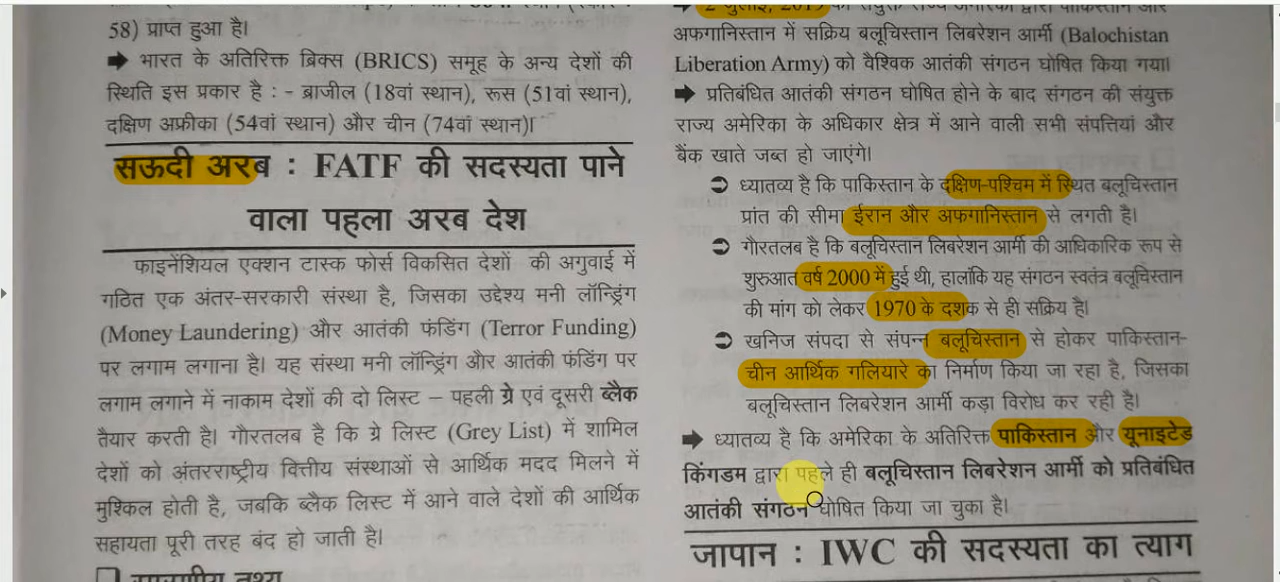 58) प्राप्त हुआ है।
➡ भारत के अतिरिक्त ब्रिक्स (BRICS) समूह के अन्य देशों की
स्थिति इस प्रकार है : - ब्राजील (18वां स्थान), रूस (51वां स्थान),
दक्षिण अफ्रीका (54वां स्थान) और चीन (74वां स्थान)।
सऊदी अरब : FATF की सदस्यता पाने
वाला पहला अरब देश
फाइनेंशियल एक्शन टास्क फोर्स विकसित देशों की अगुवाई में
गठित एक अंतर-सरकारी संस्था है, जिसका उद्देश्य मनी लॉन्ड्रिंग
(Money Laundering) और आतंकी फंडिंग (Terror Funding)
पर लगाम लगाना है। यह संस्था मनी लॉन्ड्रिंग और आतंकी फंडिंग पर
लगाम लगाने में नाकाम देशों की दो लिस्ट – पहली ग्रे एवं दूसरी ब्लैक
तैयार करती है। गौरतलब है कि ग्रे लिस्ट (Grey List) में शामिल
देशों को अंतरराष्ट्रीय वित्तीय संस्थाओं से आर्थिक मदद मिलने में
मुश्किल होती है, जबकि ब्लैक लिस्ट में आने वाले देशों की आर्थिक
सहायता पूरी तरह बंद हो जाती है।
➡ 2 जुलाई, 2019 को संयुक्त राज्य अमेरिका द्वारा पाकिस्तान और
अफगानिस्तान में सक्रिय बलूचिस्तान लिबरेशन आर्मी (Balochistan
Liberation Army) को वैश्विक आतंकी संगठन घोषित किया गया।
➡ प्रतिबंधित आतंकी संगठन घोषित होने के बाद संगठन की संयुक्त
राज्य अमेरिका के अधिकार क्षेत्र में आने वाली सभी संपत्तियां और
बैंक खाते जब्त हो जाएंगे।
➲ ध्यातव्य है कि पाकिस्तान के दक्षिण-पश्चिम में स्थित बलूचिस्तान
प्रांत की सीमा ईरान और अफगानिस्तान से लगती है।
➲ गौरतलब है कि बलूचिस्तान लिबरेशन आर्मी की आधिकारिक रूप से
शुरुआत वर्ष 2000 में हुई थी, हालांकि यह संगठन स्वतंत्र बलूचिस्तान
की मांग को लेकर 1970 के दशक से ही सक्रिय है।
➲ खनिज संपदा से संपन्न बलूचिस्तान से होकर पाकिस्तान-
चीन आर्थिक गलियारे का निर्माण किया जा रहा है, जिसका
बलूचिस्तान लिबरेशन आर्मी कड़ा विरोध कर रही है।
➡ ध्यातव्य है कि अमेरिका के अतिरिक्त पाकिस्तान और यूनाइटेड
किंगडम द्वारा पहले ही बलूचिस्तान लिबरेशन आर्मी को प्रतिबंधित
आतंकी संगठन घोषित किया जा चुका है।
जापान : IWC की सदस्यता का त्याग